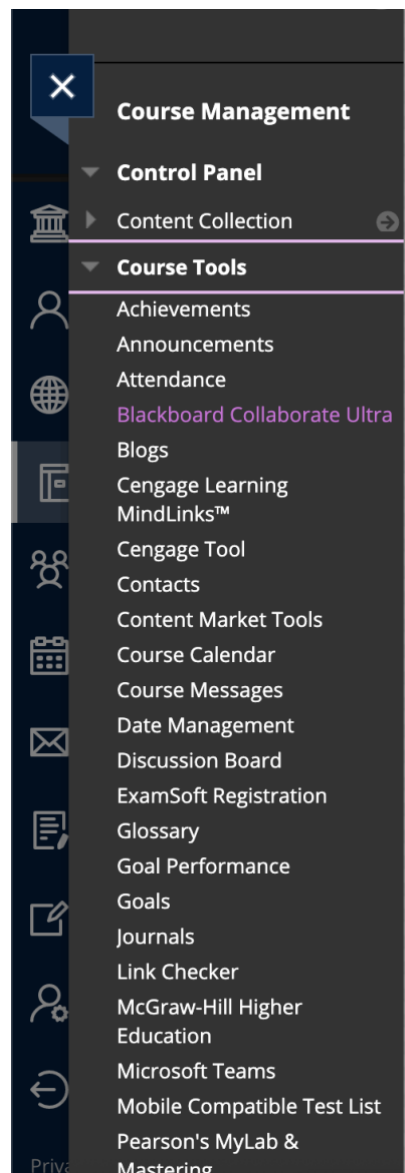 Course Management
Control Panel
Content Collection
Course Tools
Achievements
Announcements
Attendance
Blackboard Collaborate Ultra
Blogs
Cengage Learning
MindLinks™
Cengage Tool
Contacts
Content Market Tools
Course Calendar
Course Messages
Date Management
Discussion Board
ExamSoft Registration
Glossary
Goal Performance
Goals
Journals
Link Checker
McGraw-Hill Higher
Education
Microsoft Teams
Mobile Compatible Test List
Pearson's MyLab &
Mastering